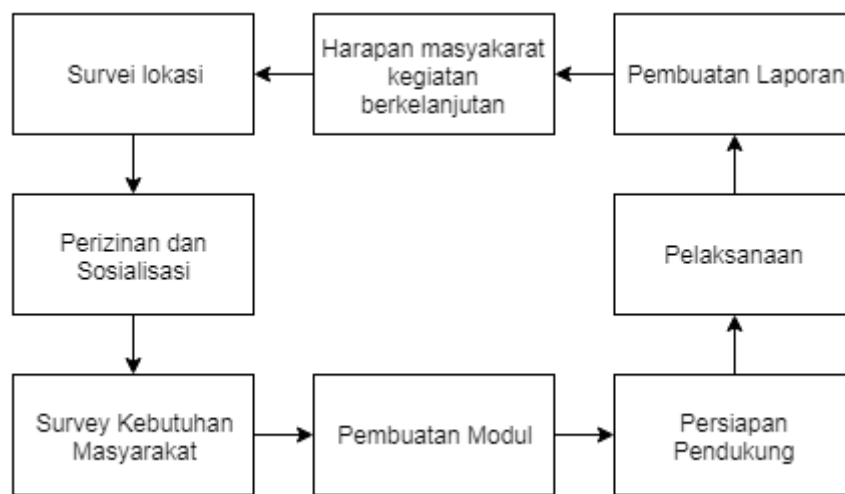 Survei lokasi
Harapan masyakarat
kegiatan
berkelanjutan
Pembuatan Laporan
Perizinan dan
Sosialisasi
Pelaksanaan
Survey Kebutuhan
Masyarakat
Pembuatan Modul
Persiapan
Pendukung